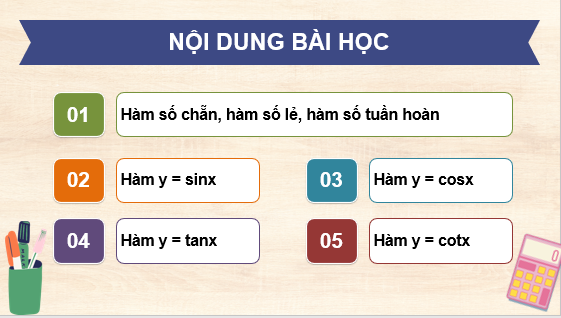 NỘI DUNG BÀI HỌC
01
Hàm số chẵn, hàm số lẻ, hàm số tuần hoàn
02
Hàm y = sinx
03
Hàm y = cosx
04
Hàm y = tanx
05
Hàm y = cotx